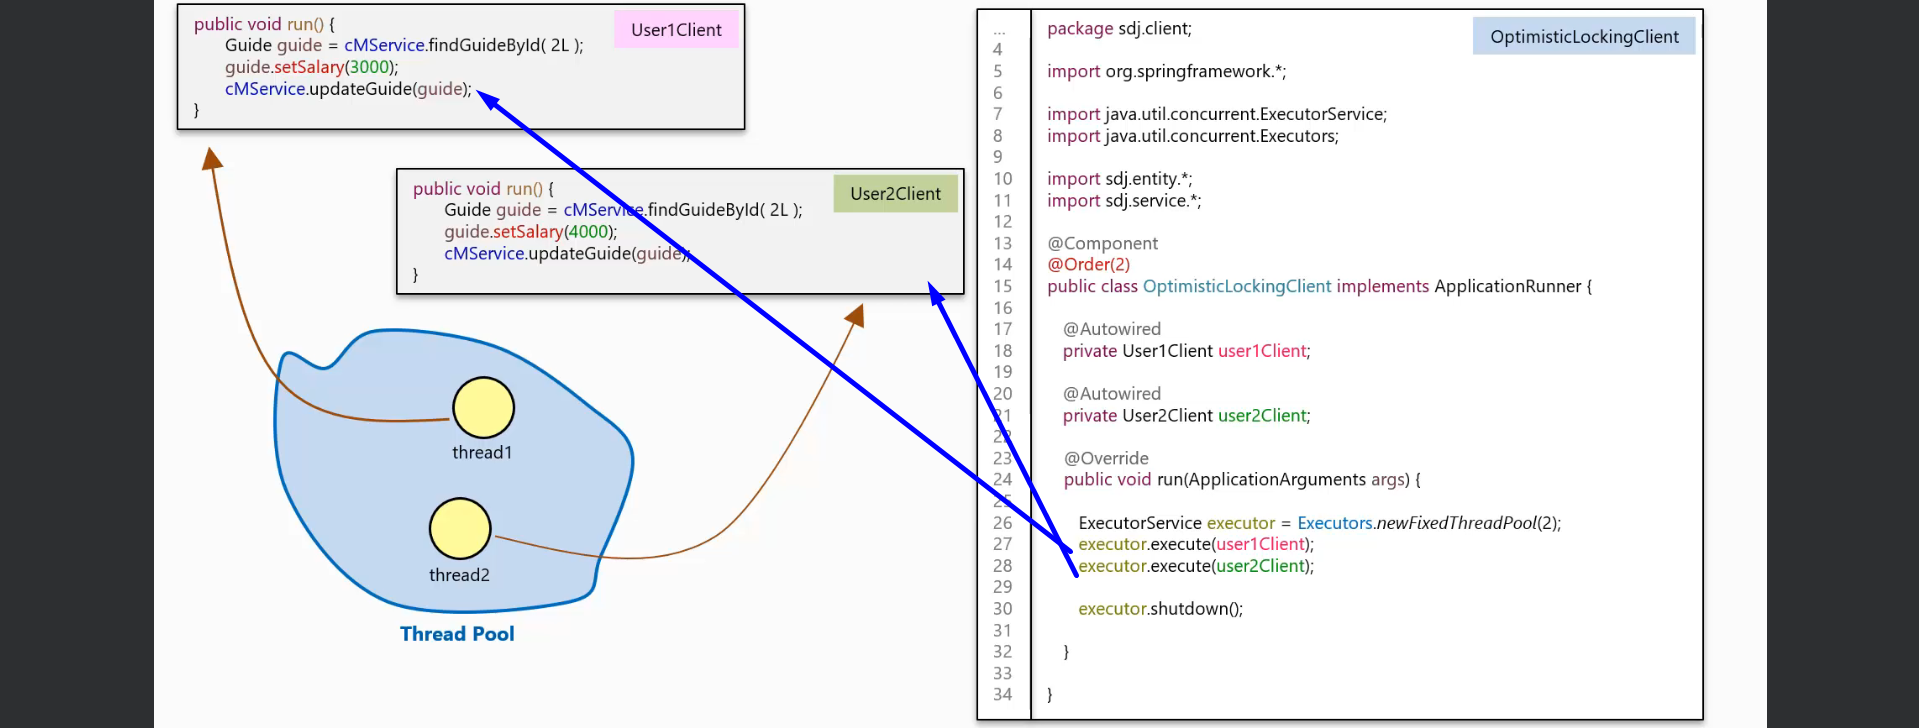 public void run() {
User1Client
Guide guide = cMService.findGuideById( 2L );
guide.setSalary(3000);
cMService.updateGuide(guide);
}
public void run() {
User2Client
Guide guide = cMService.findGuideById( 2L );
guide.setSalary(4000);
cMService.updateGuide(guide);
}
thread1
thread2
Thread Pool
OptimisticLockingClient
... package sdj.client;
4
5 import org.springframework.*;
6
7 import java.util.concurrent.ExecutorService;
8 import java.util.concurrent.Executors;
9
10 import sdj.entity.*;
11 import sdj.service.*;
12
13 @Component
14 @Order(2)
15 public class OptimisticLockingClient implements ApplicationRunner {
16
17 @Autowired
18 private User1Client user1Client;
19
20 @Autowired
21 private User2Client user2Client;
22
23 @Override
24 public void run(ApplicationArguments args) {
25
26 ExecutorService executor = Executors.newFixedThreadPool(2);
27 executor.execute(user1Client);
28 executor.execute(user2Client);
29
30 executor.shutdown();
31
32 }
33
34 }